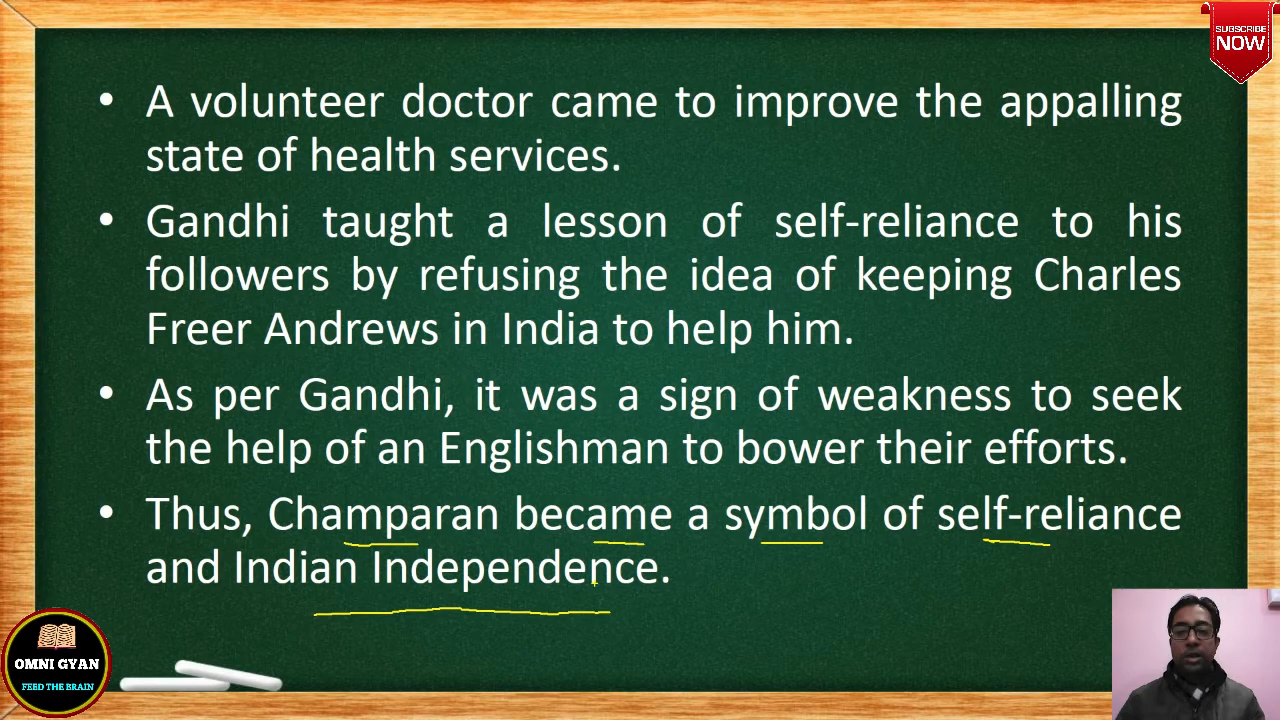 SUBSCRIBE
NOW
• A volunteer doctor came to improve the appalling
state of health services.
• Gandhi taught a lesson of self-reliance to his
followers by refusing the idea of keeping Charles
Freer Andrews in India to help him.
• As per Gandhi, it was a sign of weakness to seek
the help of an Englishman to bower their efforts.
• Thus, Champaran became a symbol of self-reliance
and Indian Independence.
OMNI GYAN
FEED THE BRAIN